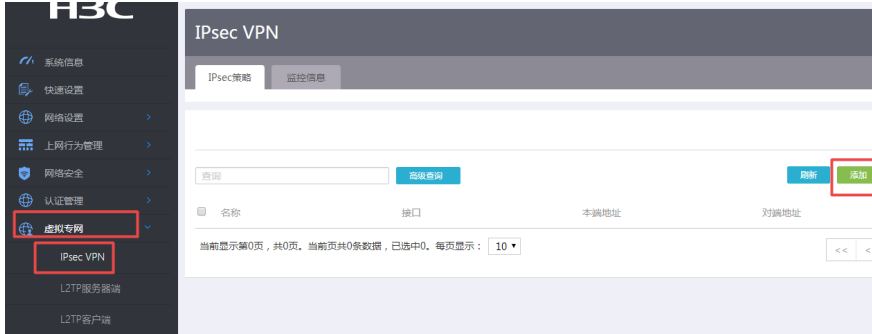 H3C
系统信息
快速设置
网络设置
上网行为管理
网络安全
认证管理
虚拟专网
IPsec VPN
L2TP服务器端
L2TP客户端
IPsec VPN
IPsec策略 监控信息
查询 高级查询 刷新 添加
名称 接口 本端地址 对端地址
当前显示第0页，共0页。当前页共0条数据，已选中0。每页显示： 10
<< <